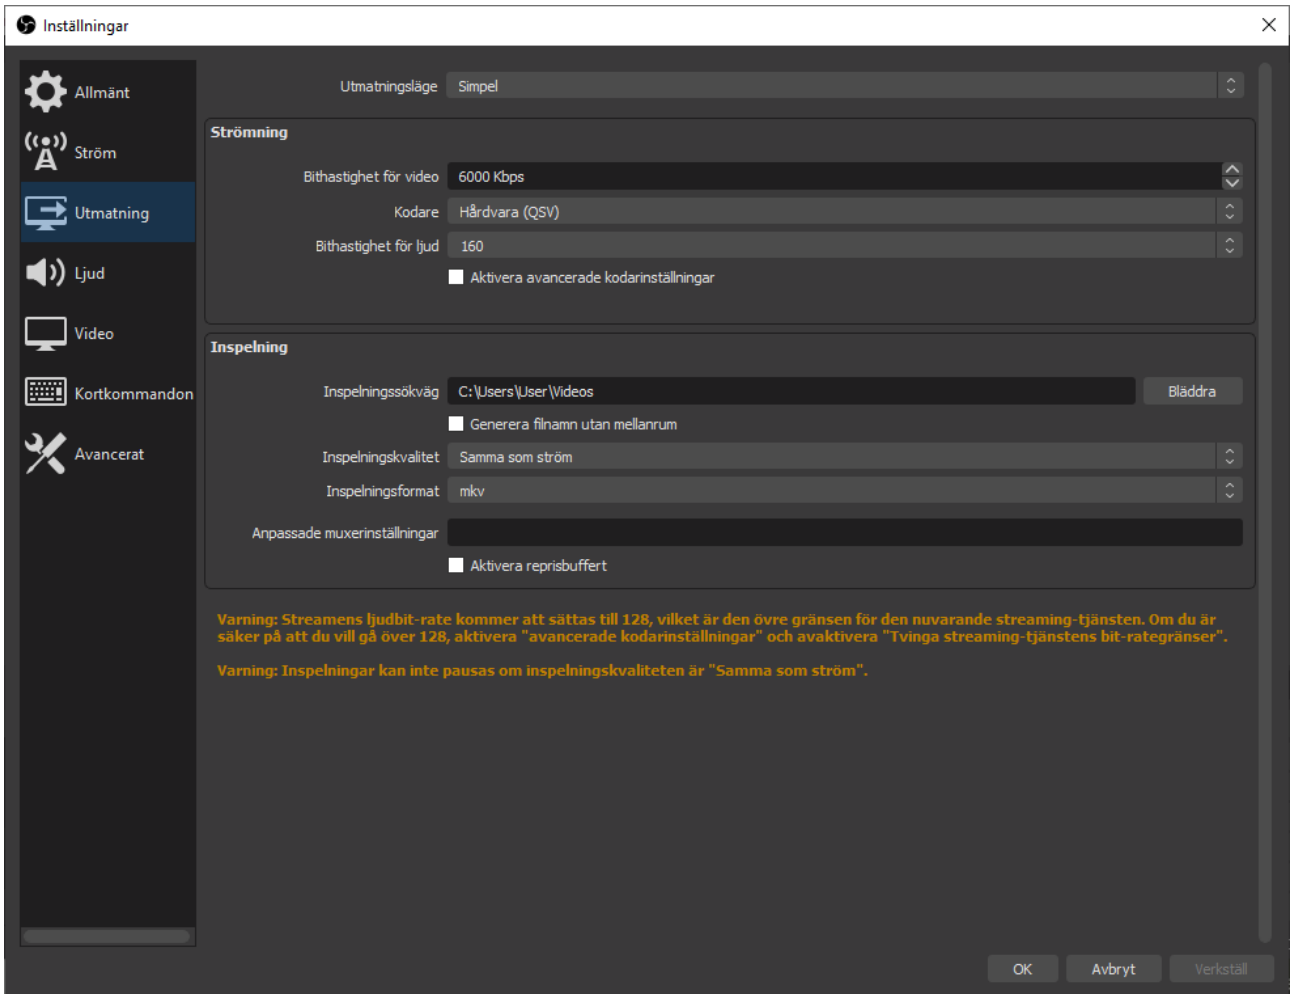 Inställningar
Allmänt
Ström
Utmatning
Ljud
Video
Kortkommandon
Avancerat
Utmatningsläge Simpel
Strömning
Bithastighet för video 6000 Kbps
Kodare Hårdvara (QSV)
Bithastighet för ljud 160
Aktivera avancerade kodarinställningar
Inspelning
Inspelningssökväg C:\Users\User\Videos Bläddra
Generera filnamn utan mellanrum
Inspelningskvalitet Samma som ström
Inspelningsformat mkv
Anpassade muxerinställningar
Aktivera reprisbuffert
Varning: Streamens ljudbit-rate kommer att sättas till 128, vilket är den övre gränsen för den nuvarande streaming-tjänsten. Om du är
säker på att du vill gå över 128, aktivera "avancerade kodarinställningar" och avaktivera "Tvinga streaming-tjänstens bit-rategränser".
Varning: Inspelningar kan inte pausas om inspelningskvaliteten är "Samma som ström".
OK Avbryt Verkställ